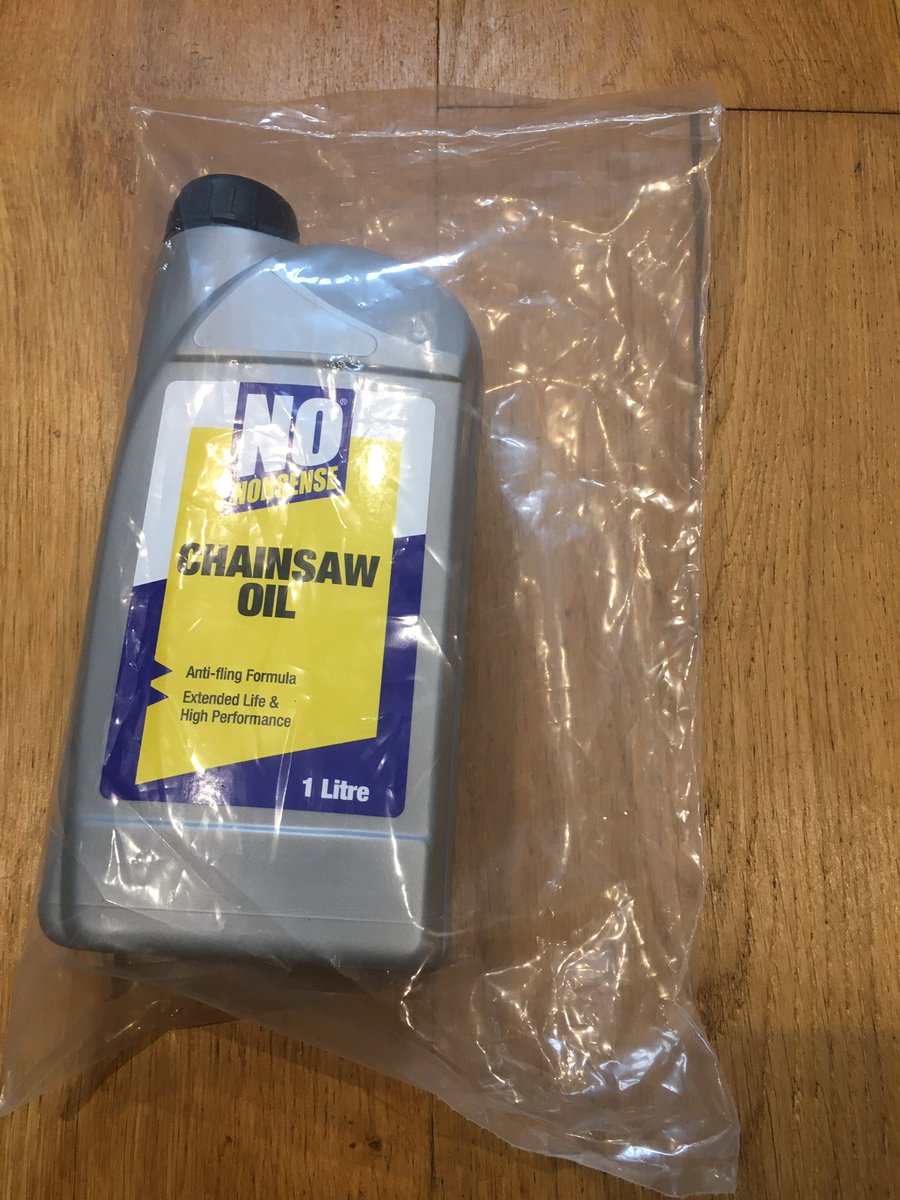 NO®
NONSENSE
CHAINSAW
OIL
Anti-fling Formula
Extended Life &
High Performance
1 Litre